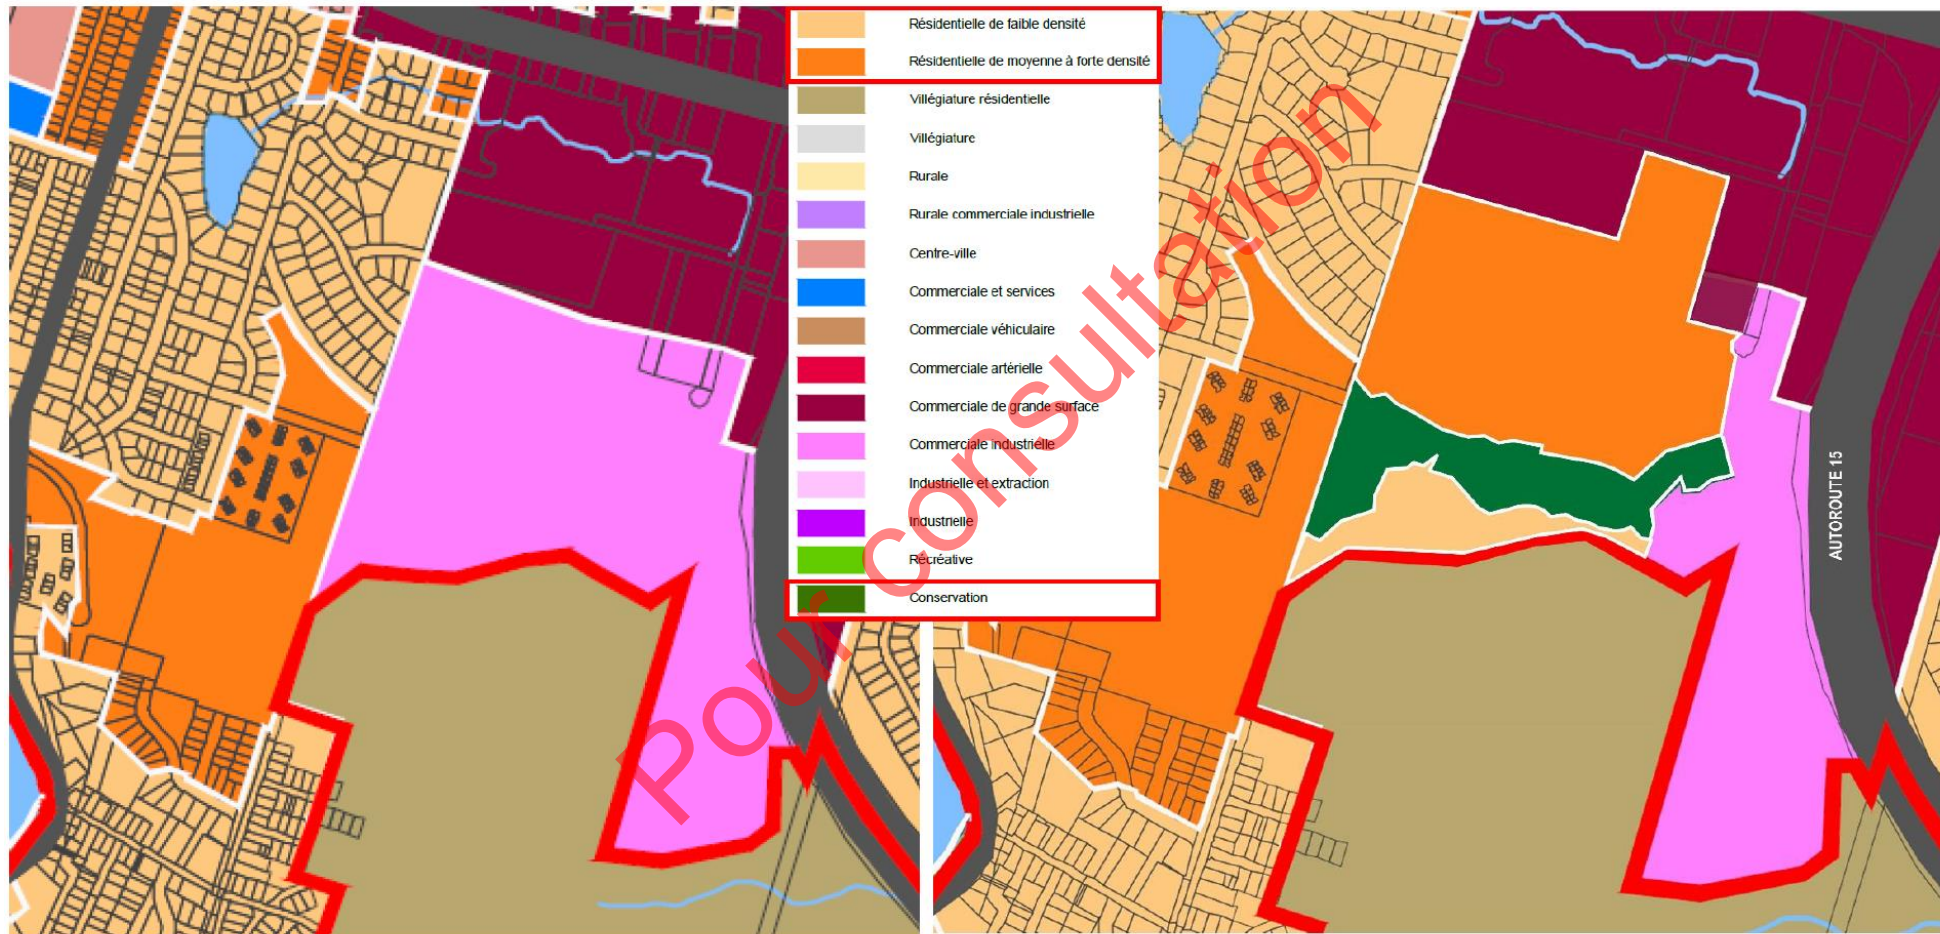 Résidentielle de faible densité
Résidentielle de moyenne à forte densité
Villégiature résidentielle
Villégiature
Rurale
Rurale commerciale industrielle
Centre-ville
Commerciale et services
Commerciale véhiculaire
Commerciale artérielle
Commerciale de grande surface
Commerciale industrielle
Industrielle et extraction
Industrielle
Récréative
Conservation
AUTOROUTE 15
Pour consultation